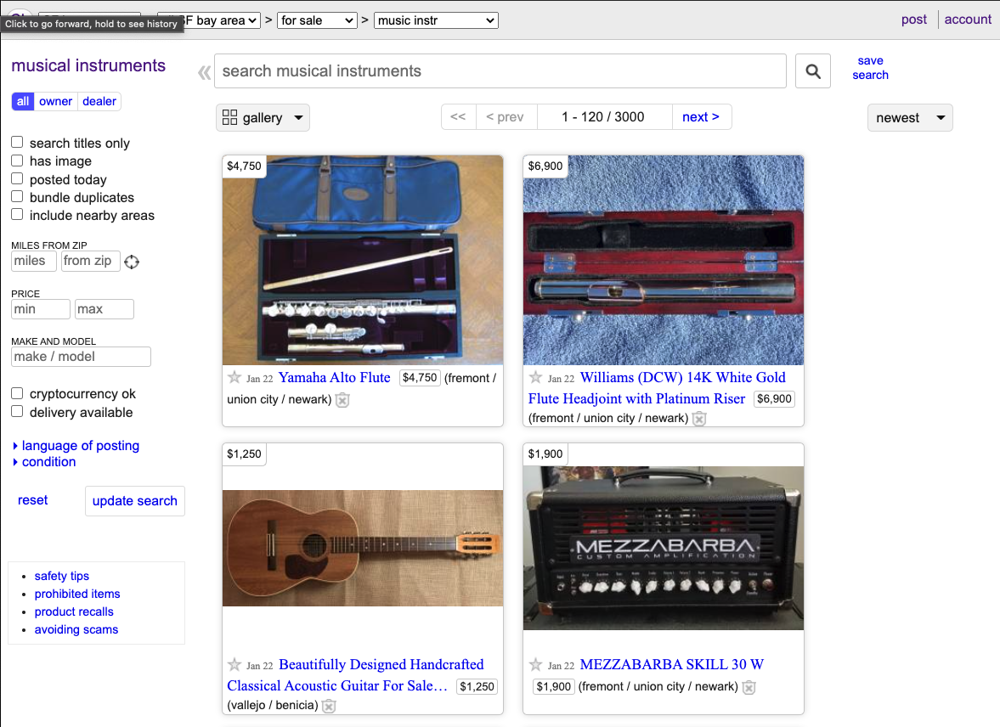 Click to go forward, hold to see history
SF bay area > for sale > music instr
post account
musical instruments
search musical instruments
save
search
all owner dealer
gallery
<< < prev 1 - 120 / 3000 next >
newest
search titles only
has image
posted today
bundle duplicates
include nearby areas
MILES FROM ZIP
miles from zip
PRICE
min max
MAKE AND MODEL
make / model
cryptocurrency ok
delivery available
language of posting
condition
reset update search
safety tips
prohibited items
product recalls
avoiding scams
$4,750
Jan 22 Yamaha Alto Flute $4,750 (fremont /
union city / newark)
$6,900
Jan 22 Williams (DCW) 14K White Gold
Flute Headjoint with Platinum Riser $6,900
(fremont / union city / newark)
$1,250
Jan 22 Beautifully Designed Handcrafted
Classical Acoustic Guitar For Sale… $1,250
(vallejo / benicia)
$1,900
MEZZABARBA
CUSTOM AMPLIFICATION
Jan 22 MEZZABARBA SKILL 30 W
$1,900 (fremont / union city / newark)